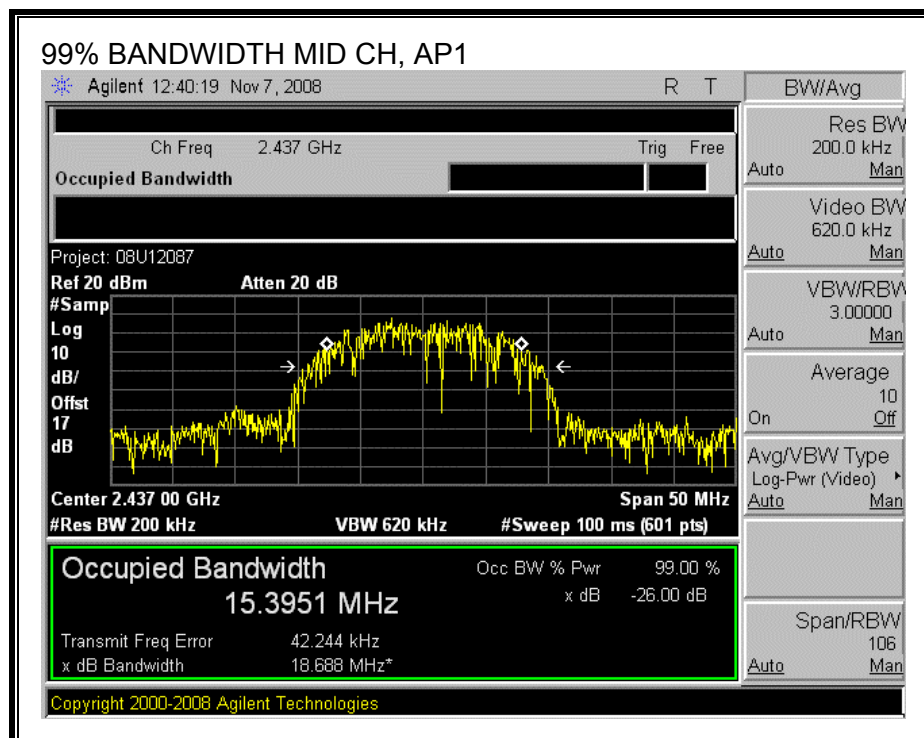 99% BANDWIDTH MID CH, AP1
Agilent 12:40:19 Nov 7, 2008 R T
BW/Avg
Ch Freq 2.437 GHz Trig Free
Occupied Bandwidth
Res BW
200.0 kHz
Auto Man
Video BW
620.0 kHz
Auto Man
Project: 08U12087
Ref 20 dBm Atten 20 dB
#Samp
Log
10
dB/
Offst
17
dB
VBW/RBW
3.00000
Auto Man
Average
10
On Off
Avg/VBW Type
Log-Pwr (Video)
Auto Man
Center 2.437 00 GHz Span 50 MHz
#Res BW 200 kHz VBW 620 kHz #Sweep 100 ms (601 pts)
Occupied Bandwidth Occ BW % Pwr 99.00 %
15.3951 MHz x dB -26.00 dB
Transmit Freq Error 42.244 kHz
x dB Bandwidth 18.688 MHz*
Span/RBW
106
Auto Man
Copyright 2000-2008 Agilent Technologies